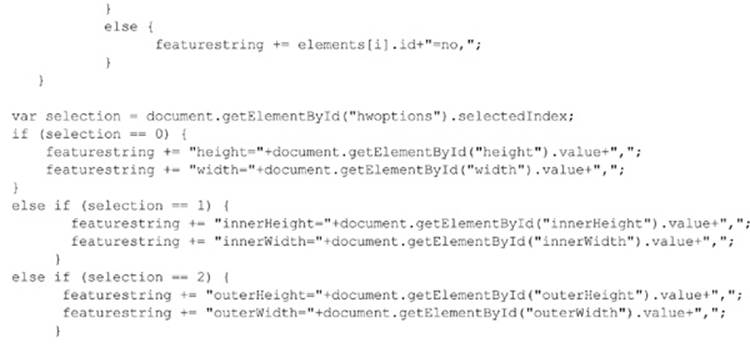 }
else {
featurestring += elements[i].id+"=no,";
}
}
var selection = document.getElementById("hwoptions").selectedIndex;
if (selection == 0) {
featurestring += "height="+document.getElementById("height").value+",";
featurestring += "width="+document.getElementById("width").value+",";
}
else if (selection == 1) {
featurestring += "innerHeight="+document.getElementById("innerHeight").value+",";
featurestring += "innerWidth="+document.getElementById("innerWidth").value+",";
}
else if (selection == 2) {
featurestring += "outerHeight="+document.getElementById("outerHeight").value+",";
featurestring += "outerWidth="+document.getElementById("outerWidth").value+",";
}